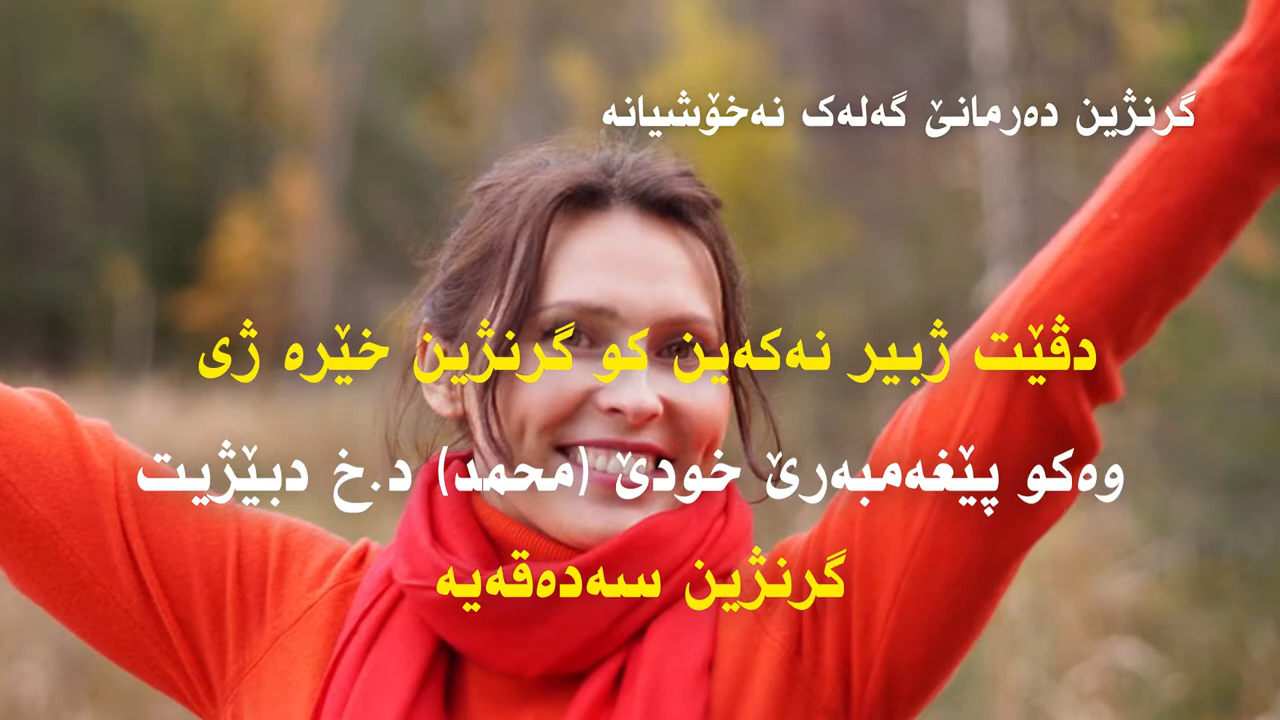 گرنژین دەرمانێ گەلەک نەخۆشیانە
دڤێت ژبیر نەکەین کو گرنژین خێرە ژی
وەکو پێغەمبەرێ خودێ (محمد) د.خ دبێژیت
گرنژین سەدەقەیە